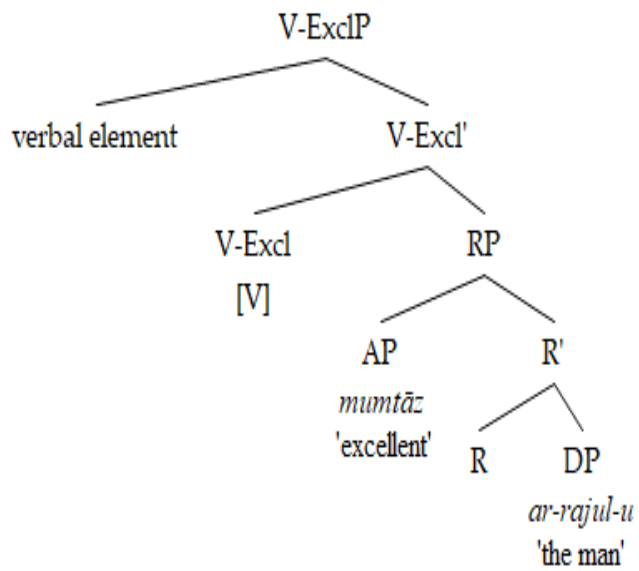 V-ExclP
verbal element V-Excl'
V-Excl RP
[V]
AP R'
mumtāz
'excellent' R DP
ar-rajul-u
'the man'